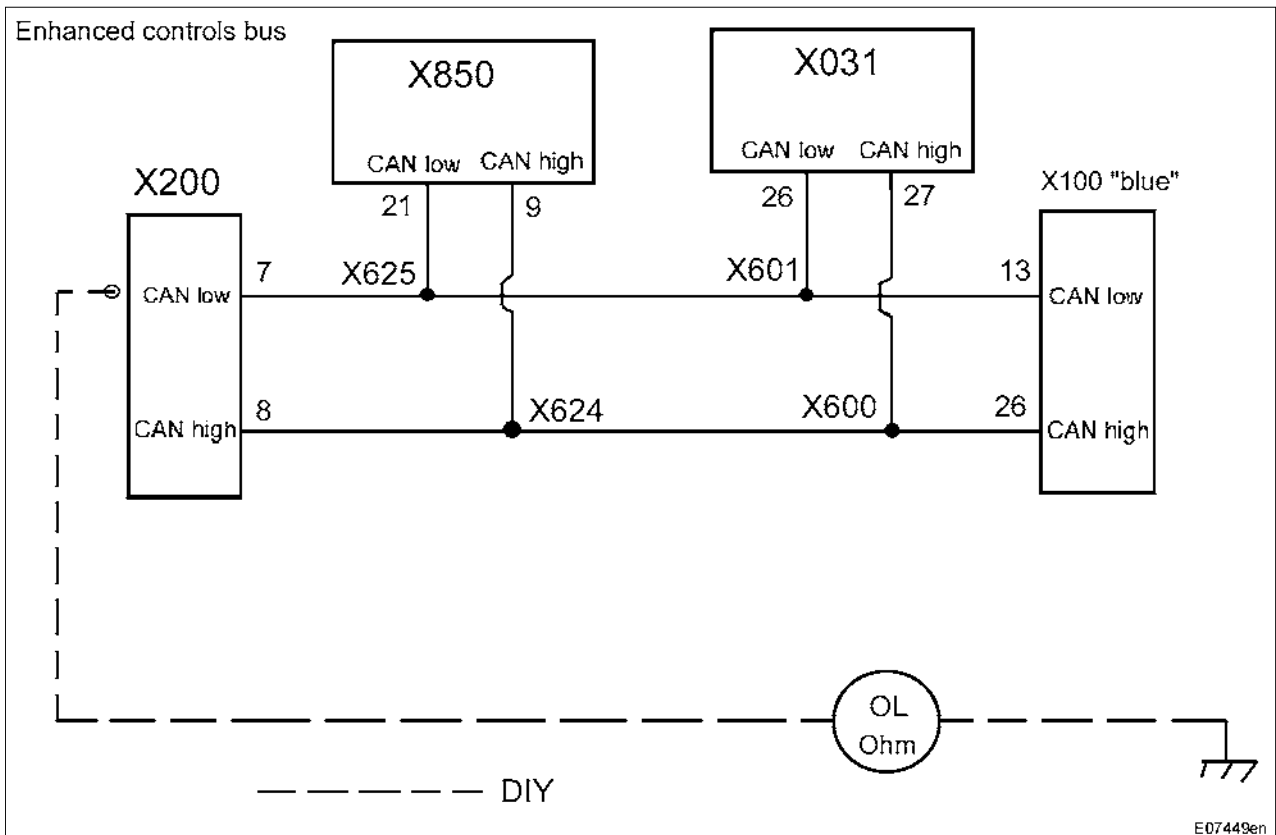 Enhanced controls bus
X850
X031
CAN low CAN high
CAN low CAN high
X200
X100 "blue"
21 9
26 27
7 X625 X601 13
CAN low
CAN low
8 X624 X600 26
CAN high
CAN high
OL
Ohm
DIY
E07449en